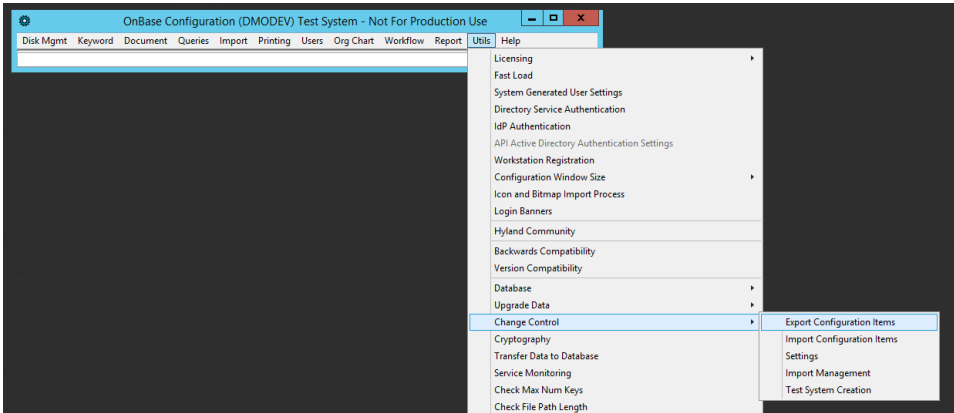 OnBase Configuration (DMODEV) Test System - Not For Production Use
Disk Mgmt Keyword Document Queries Import Printing Users Org Chart Workflow Report Utils Help
Licensing
Fast Load
System Generated User Settings
Directory Service Authentication
IdP Authentication
API Active Directory Authentication Settings
Workstation Registration
Configuration Window Size
Icon and Bitmap Import Process
Login Banners
Hyland Community
Backwards Compatibility
Version Compatibility
Database
Upgrade Data
Change Control Export Configuration Items
Cryptography Import Configuration Items
Transfer Data to Database Settings
Service Monitoring Import Management
Check Max Num Keys Test System Creation
Check File Path Length